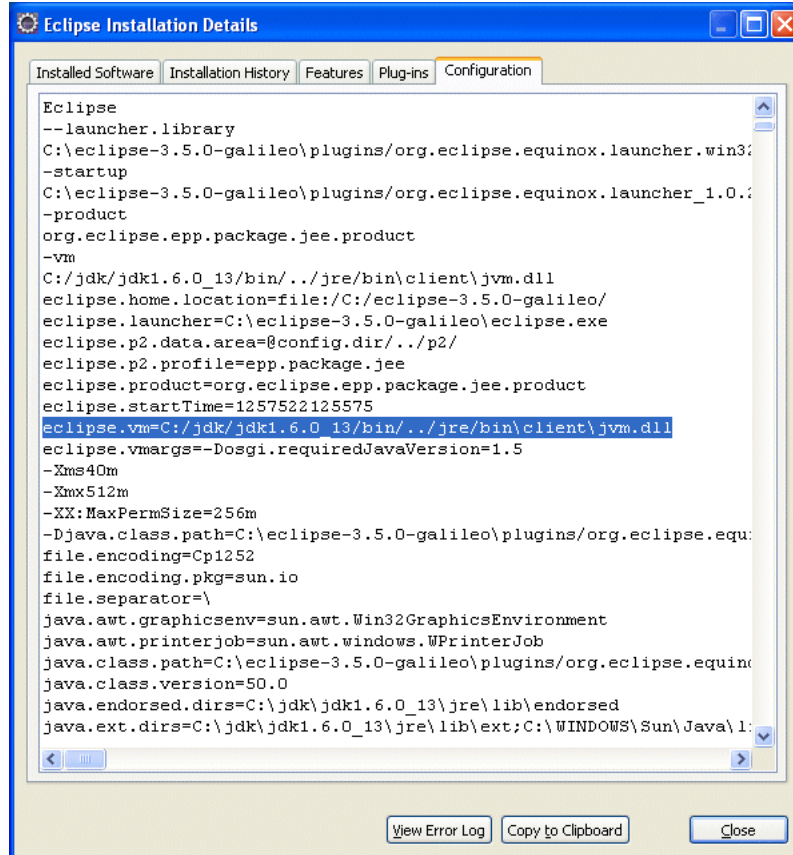 Eclipse Installation Details
Installed Software Installation History Features Plug-ins Configuration
Eclipse
--launcher.library
C:\eclipse-3.5.0-galileo\plugins/org.eclipse.equinox.launcher.win32
-startup
C:\eclipse-3.5.0-galileo\plugins/org.eclipse.equinox.launcher_1.0.2
-product
org.eclipse.epp.package.jee.product
-vm
C:/jdk/jdk1.6.0_13/bin/../jre/bin\client\jvm.dll
eclipse.home.location=file:/C:/eclipse-3.5.0-galileo/
eclipse.launcher=C:\eclipse-3.5.0-galileo\eclipse.exe
eclipse.p2.data.area=@config.dir/../p2/
eclipse.p2.profile=epp.package.jee
eclipse.product=org.eclipse.epp.package.jee.product
eclipse.startTime=1257522125575
eclipse.vm=C:/jdk/jdk1.6.0_13/bin/../jre/bin\client\jvm.dll
eclipse.vmargs=-Dosgi.requiredJavaVersion=1.5
-Xms40m
-Xmx512m
-XX:MaxPermSize=256m
-Djava.class.path=C:\eclipse-3.5.0-galileo\plugins/org.eclipse.equi
file.encoding=Cp1252
file.encoding.pkg=sun.io
file.separator=\
java.awt.graphicsenv=sun.awt.Win32GraphicsEnvironment
java.awt.printerjob=sun.awt.windows.WPrinterJob
java.class.path=C:\eclipse-3.5.0-galileo\plugins/org.eclipse.equino
java.class.version=50.0
java.endorsed.dirs=C:\jdk\jdk1.6.0_13\jre\lib\endorsed
java.ext.dirs=C:\jdk\jdk1.6.0_13\jre\lib\ext;C:\WINDOWS\Sun\Java\l
View Error Log Copy to Clipboard Close